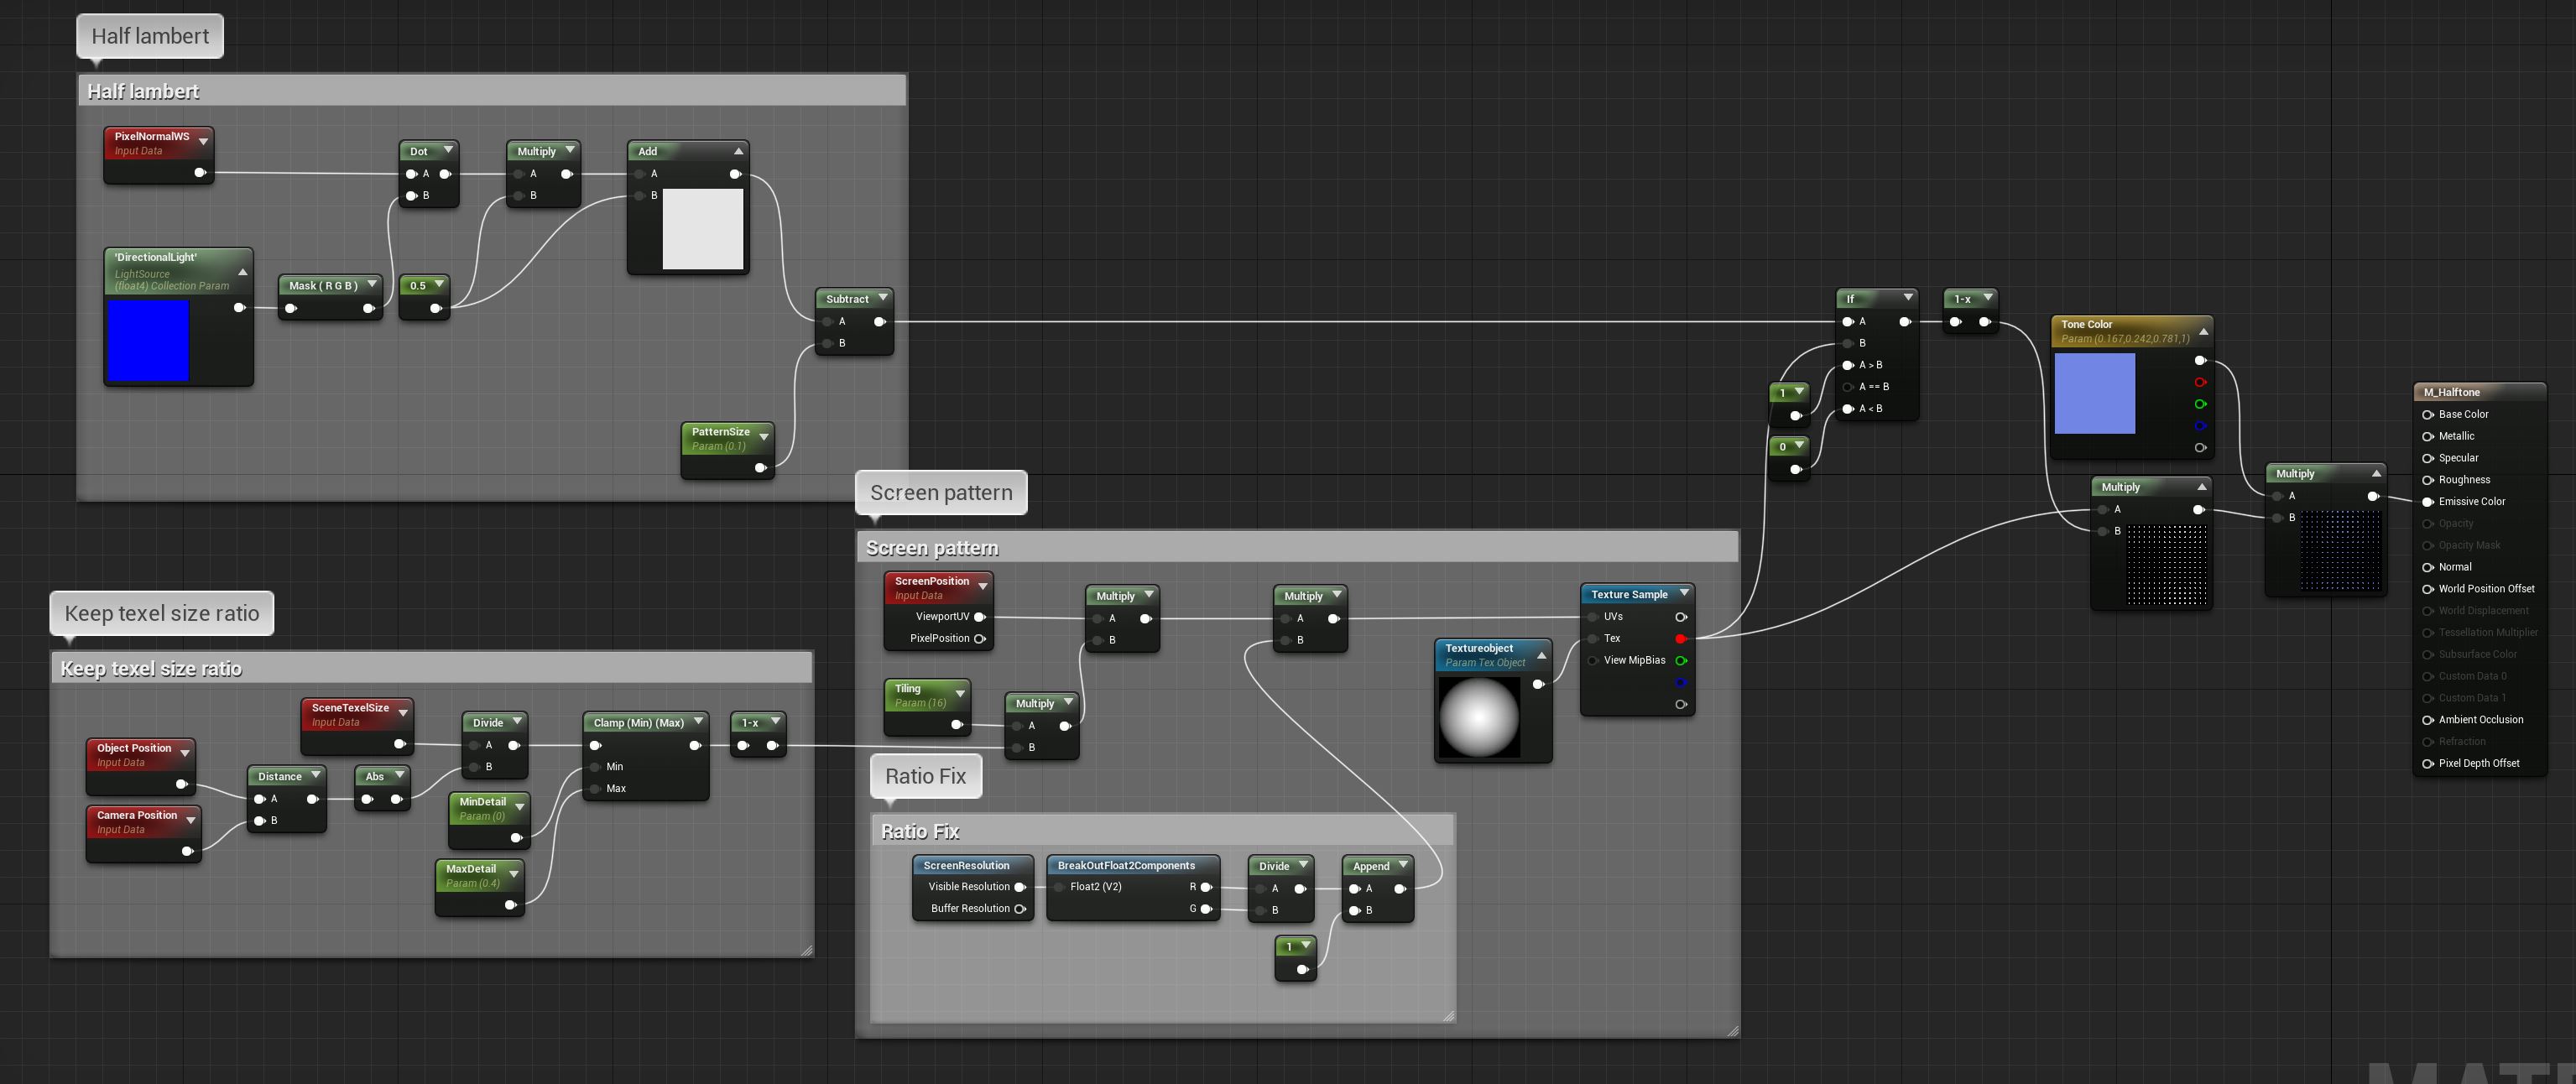 Half lambert
Half lambert
PixelNormalWS
Input Data
Dot
A
B
Multiply
A
B
Add
A
B
'DirectionalLight'
LightSource
(float4) Collection Param
Mask ( R G B )
0.5
Subtract
A
B
PatternSize
Param (0.1)
Keep texel size ratio
Keep texel size ratio
SceneTexelSize
Input Data
Object Position
Input Data
Camera Position
Input Data
Distance
A
B
Abs
Divide
A
B
MinDetail
Param (0)
MaxDetail
Param (0.4)
Clamp (Min) (Max)
Min
Max
1-x
Screen pattern
Screen pattern
ScreenPosition
Input Data
ViewportUV
PixelPosition
Tiling
Param (16)
Multiply
A
B
Multiply
A
B
Multiply
A
B
Textureobject
Param Tex Object
Texture Sample
UVs
Tex
View MipBias
Ratio Fix
Ratio Fix
ScreenResolution
Visible Resolution
Buffer Resolution
BreakOutFloat2Components
Float2 (V2)
R
G
Divide
A
B
Append
A
B
1
If
A
B
A > B
A == B
A < B
1
0
1-x
Tone Color
Param (0.167,0.242,0.781,1)
Multiply
A
B
Multiply
A
B
M_Halftone
Base Color
Metallic
Specular
Roughness
Emissive Color
Opacity
Opacity Mask
Normal
World Position Offset
World Displacement
Tessellation Multiplier
Subsurface Color
Custom Data 0
Custom Data 1
Ambient Occlusion
Refraction
Pixel Depth Offset